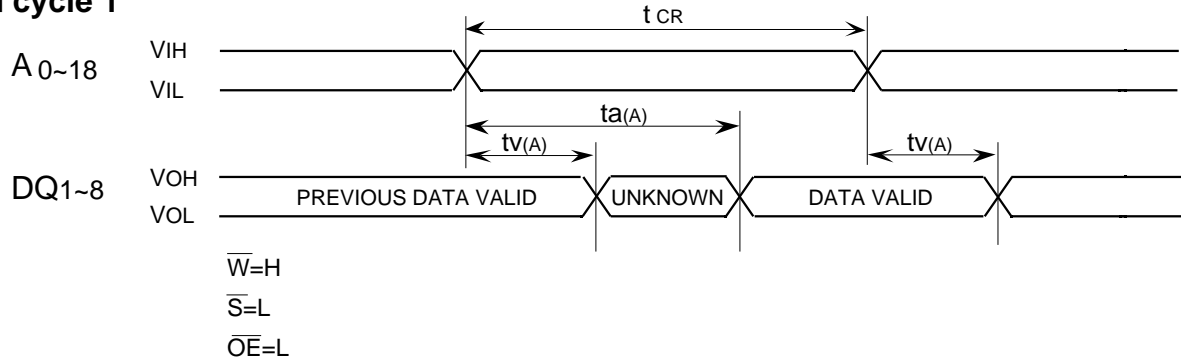 cycle 1
t CR
A 0~18
VIH
VIL
ta(A)
tv(A)
tv(A)
DQ1~8
VOH
VOL
PREVIOUS DATA VALID
UNKNOWN
DATA VALID
W=H
S=L
OE=L